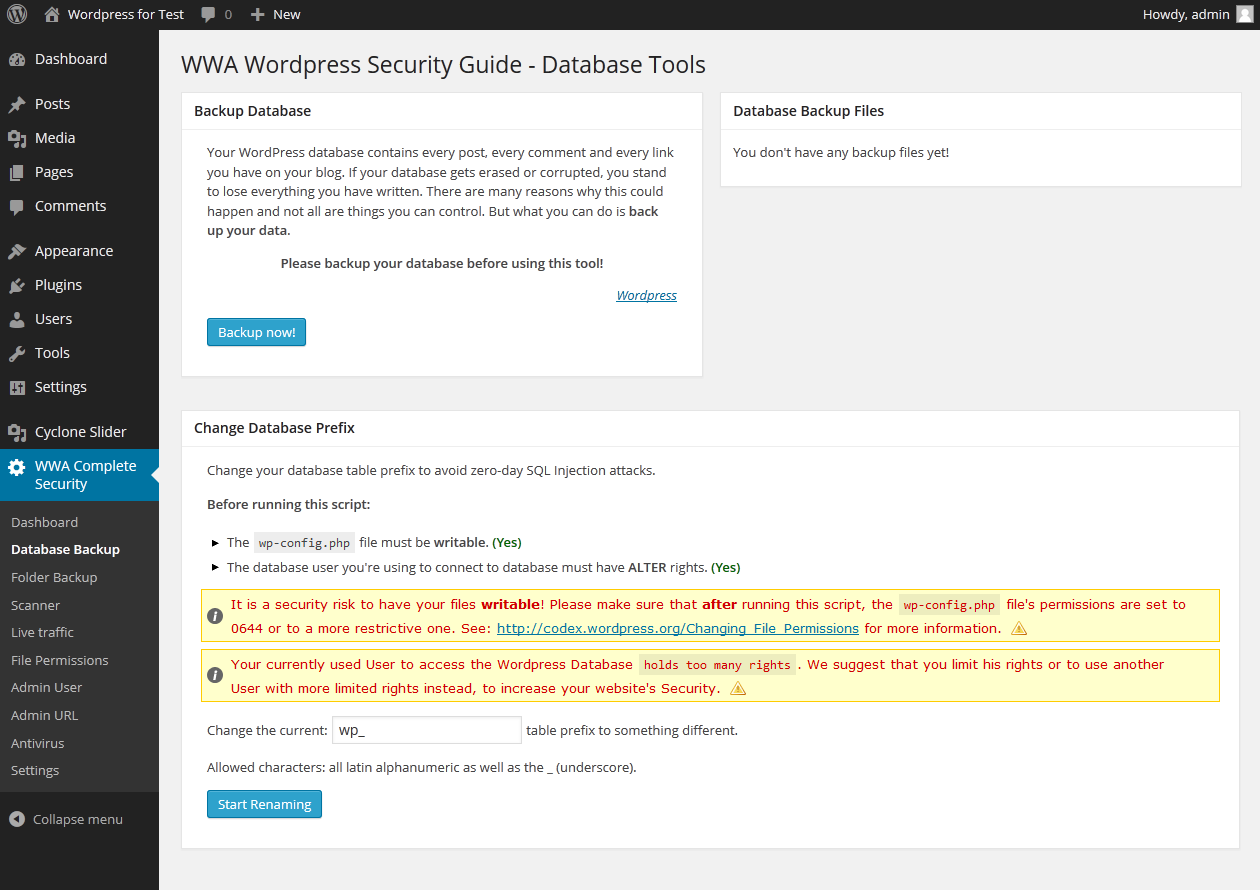 Wordpress for Test 0 New Howdy, admin
Dashboard
Posts
Media
Pages
Comments
Appearance
Plugins
Users
Tools
Settings
Cyclone Slider
WWA Complete
Security
Dashboard
Database Backup
Folder Backup
Scanner
Live traffic
File Permissions
Admin User
Admin URL
Antivirus
Settings
Collapse menu
WWA Wordpress Security Guide - Database Tools
Backup Database
Your WordPress database contains every post, every comment and every link
you have on your blog. If your database gets erased or corrupted, you stand
to lose everything you have written. There are many reasons why this could
happen and not all are things you can control. But what you can do is back
up your data.
Please backup your database before using this tool!
Wordpress
Backup now!
Database Backup Files
You don't have any backup files yet!
Change Database Prefix
Change your database table prefix to avoid zero-day SQL Injection attacks.
Before running this script:
The wp-config.php file must be writable. (Yes)
The database user you're using to connect to database must have ALTER rights. (Yes)
It is a security risk to have your files writable! Please make sure that after running this script, the wp-config.php file's permissions are set to
0644 or to a more restrictive one. See: http://codex.wordpress.org/Changing_File_Permissions for more information.
Your currently used User to access the Wordpress Database holds too many rights. We suggest that you limit his rights or to use another
User with more limited rights instead, to increase your website's Security.
Change the current: wp_ table prefix to something different.
Allowed characters: all latin alphanumeric as well as the _ (underscore).
Start Renaming